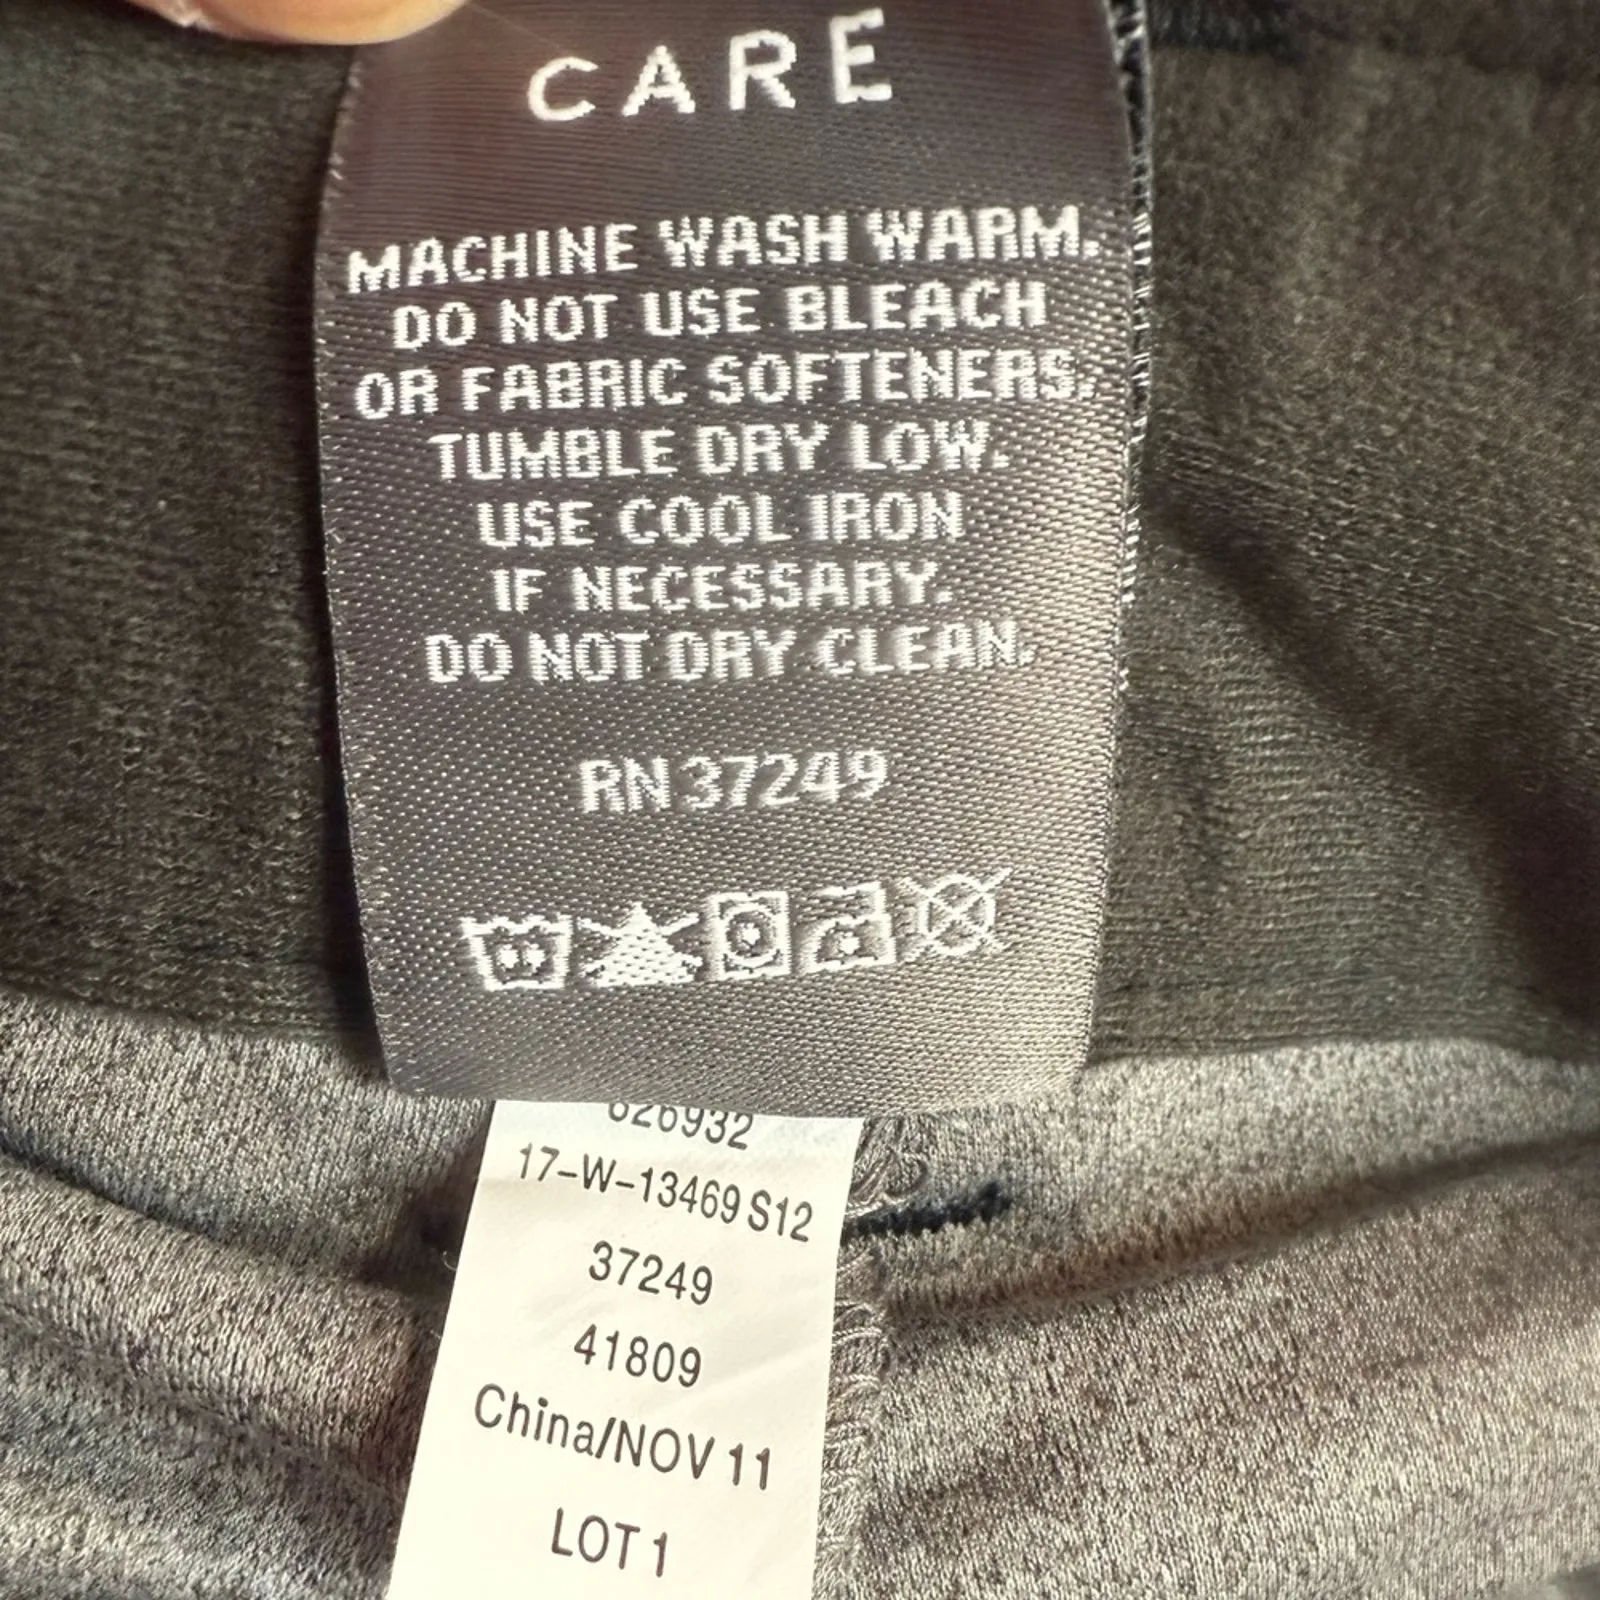 CARE
MACHINE WASH WARM.
DO NOT USE BLEACH
OR FABRIC SOFTENERS.
TUMBLE DRY LOW.
USE COOL IRON
IF NECESSARY.
DO NOT DRY CLEAN.
RN 37249
626932
17-W-13469 S12
37249
41809
China/NOV 11
LOT 1